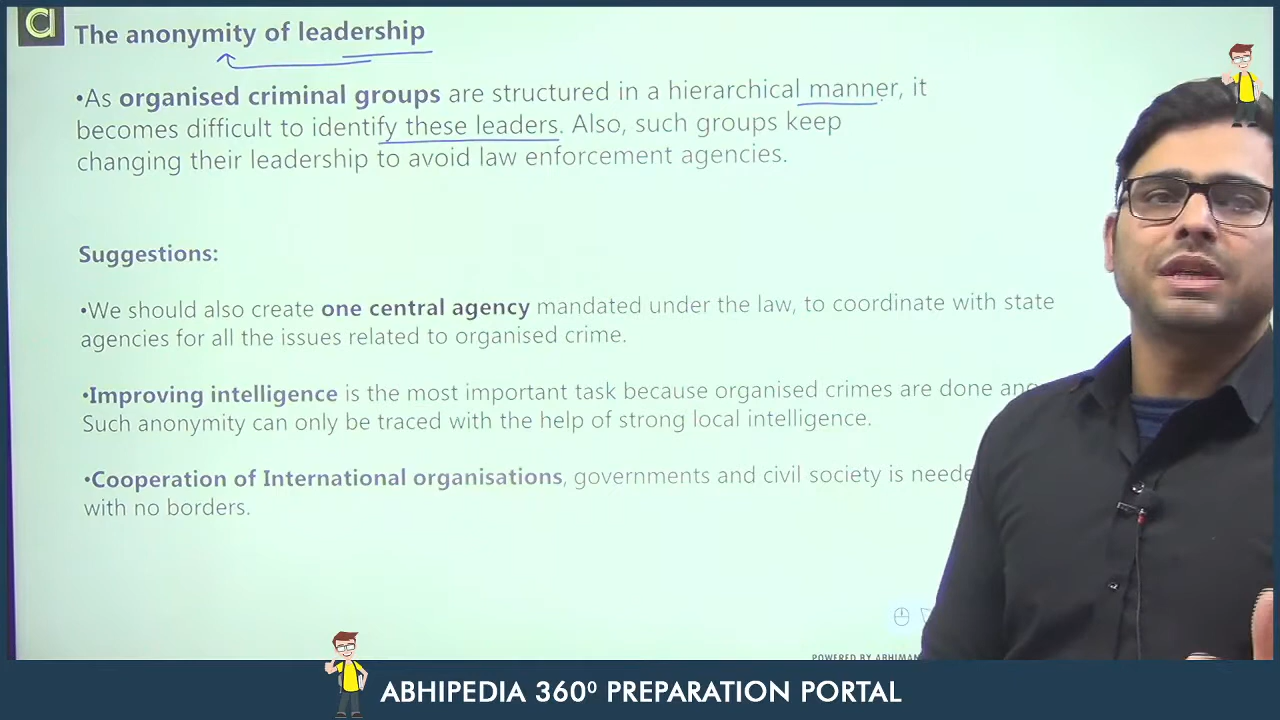 a
The anonymity of leadership
•As organised criminal groups are structured in a hierarchical manner, it
becomes difficult to identify these leaders. Also, such groups keep
changing their leadership to avoid law enforcement agencies.
Suggestions:
•We should also create one central agency mandated under the law, to coordinate with state
agencies for all the issues related to organised crime.
•Improving intelligence is the most important task because organised crimes are done
Such anonymity can only be traced with the help of strong local intelligence.
•Cooperation of International organisations, governments and civil society is
with no borders.
POWERED BY
ABHIPEDIA 360⁰ PREPARATION PORTAL